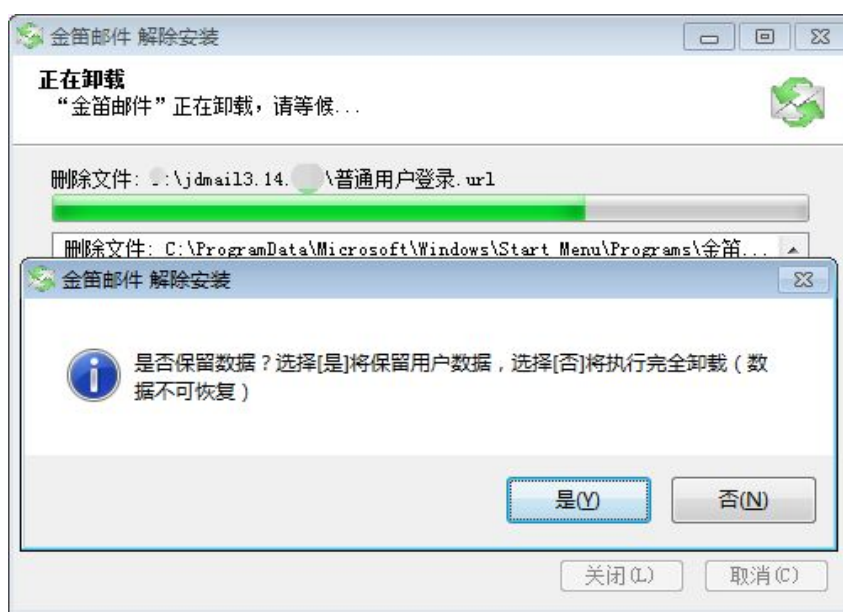 金笛邮件 解除安装
正在卸载
“金笛邮件”正在卸载，请等候...
删除文件: :\jdmail3.14. \普通用户登录.url
删除文件: C:\ProgramData\Microsoft\Windows\Start Menu\Programs\金笛...
金笛邮件 解除安装
是否保留数据？选择[是]将保留用户数据，选择[否]将执行完全卸载（数
据不可恢复）
是(Y) 否(N)
关闭(L) 取消(C)